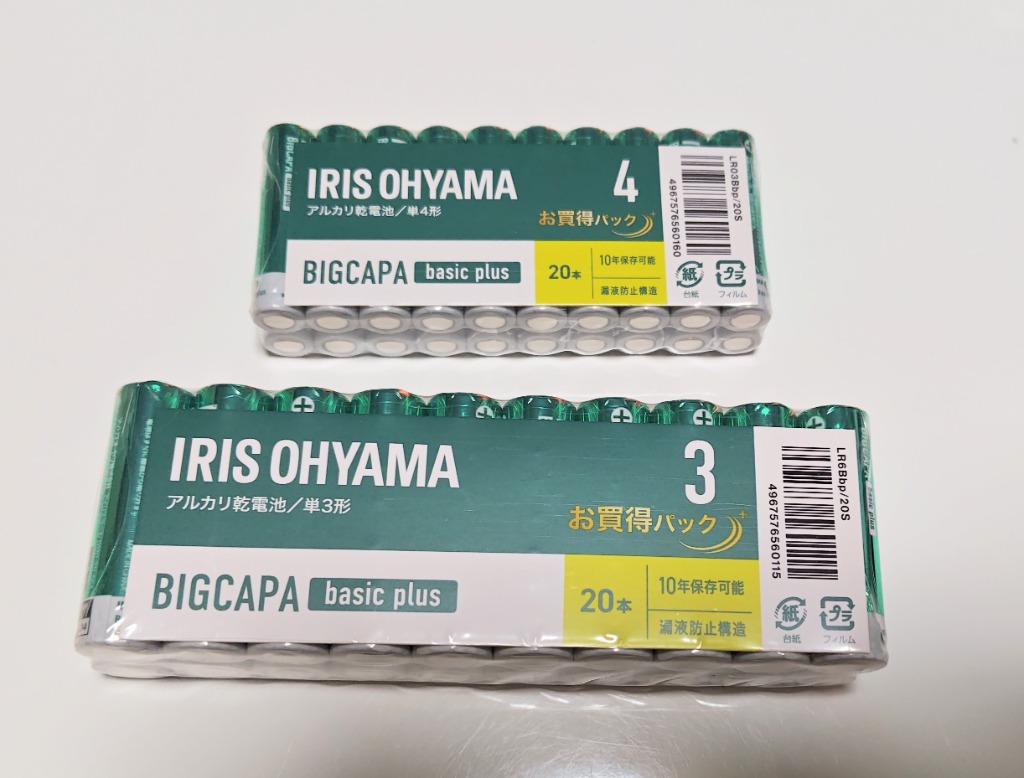 IRIS OHYAMA
アルカリ乾電池／単4形
4
お買得パック
BIGCAPA basic plus
20本
10年保存可能
漏液防止構造
LR03Bbp/20S
4967576560160
紙
台紙
プラ
フィルム
IRIS OHYAMA
アルカリ乾電池／単3形
3
お買得パック
BIGCAPA basic plus
20本
10年保存可能
漏液防止構造
LR6Bbp/20S
4967576560115
紙
台紙
プラ
フィルム
basic plus